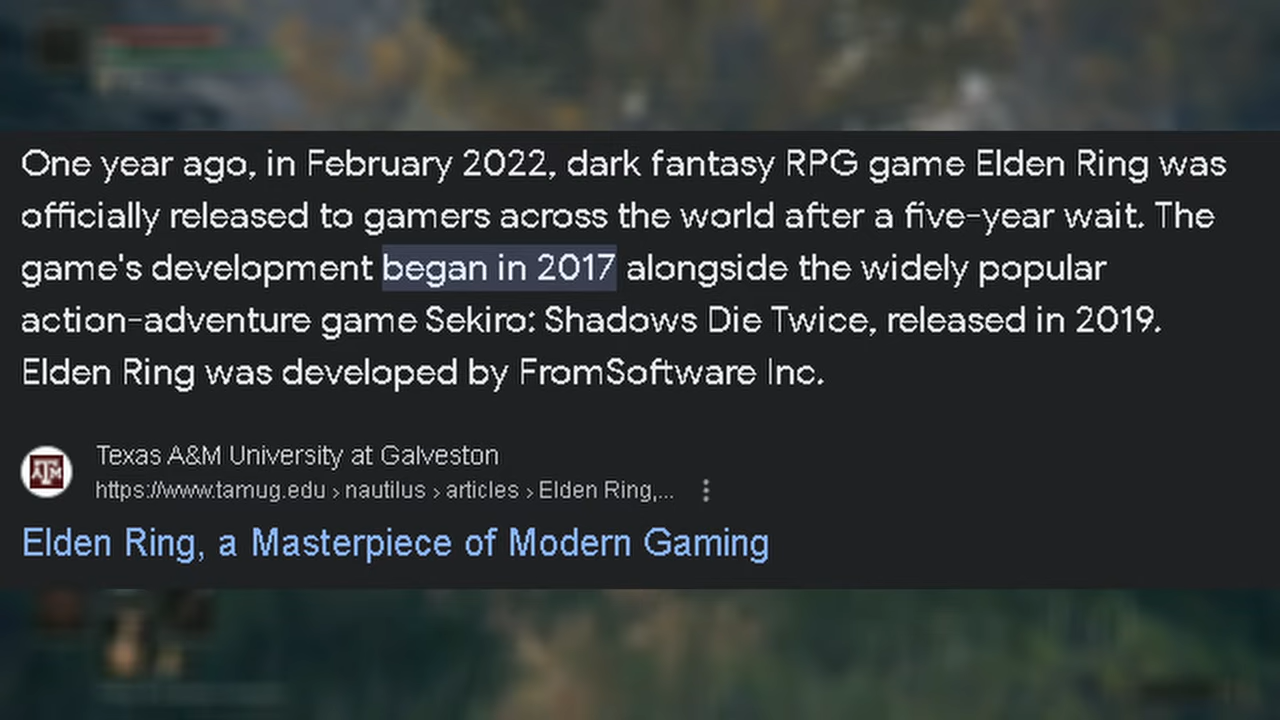 One year ago, in February 2022, dark fantasy RPG game Elden Ring was
officially released to gamers across the world after a five-year wait. The
game's development began in 2017 alongside the widely popular
action-adventure game Sekiro: Shadows Die Twice, released in 2019.
Elden Ring was developed by FromSoftware Inc.
ATM
Texas A&M University at Galveston
https://www.tamug.edu › nautilus › articles › Elden Ring,...
Elden Ring, a Masterpiece of Modern Gaming